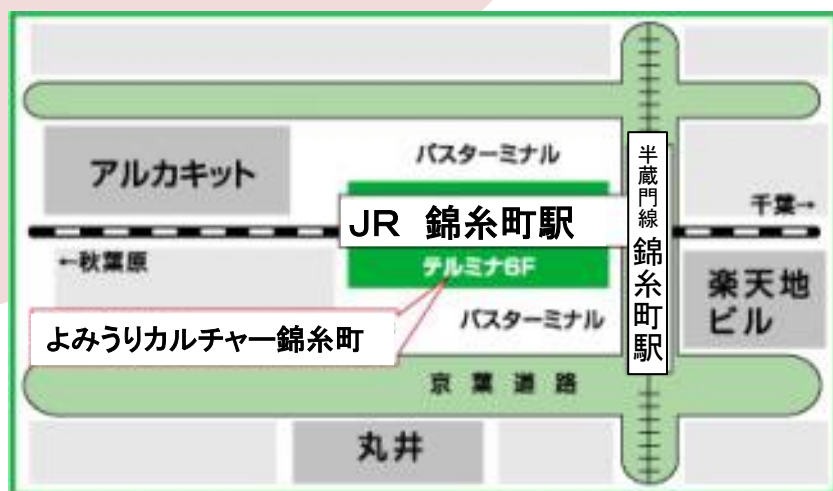 アルカキット
バスターミナル
半蔵門線 錦糸町駅
千葉→
JR 錦糸町駅
←秋葉原
テルミナ6F
楽天地
ビル
バスターミナル
よみうりカルチャー錦糸町
京葉道路
丸井